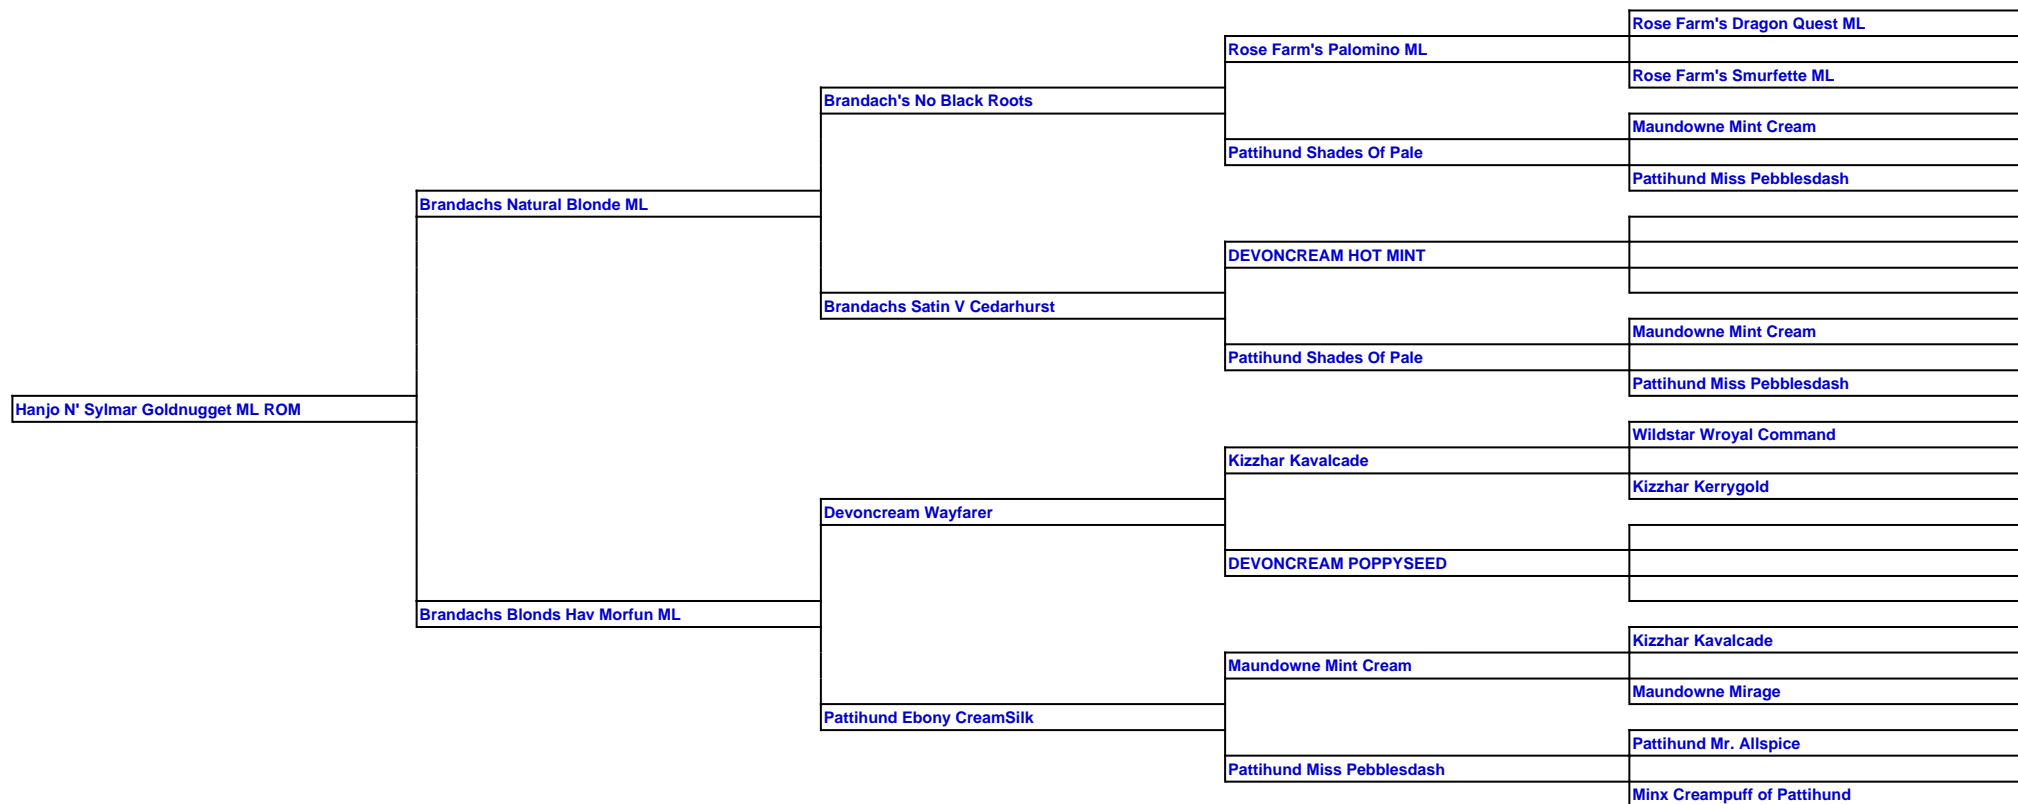 Rose Farm's Dragon Quest ML
Rose Farm's Palomino ML
Rose Farm's Smurfette ML
Brandach's No Black Roots
Maundowne Mint Cream
Pattihund Shades Of Pale
Pattihund Miss Pebblesdash
Brandachs Natural Blonde ML
DEVONCREAM HOT MINT
Brandachs Satin V Cedarhurst
Maundowne Mint Cream
Pattihund Shades Of Pale
Pattihund Miss Pebblesdash
Hanjo N' Sylmar Goldnugget ML ROM
Wildstar Wroyal Command
Kizzhar Kavalcade
Kizzhar Kerrygold
Devoncream Wayfarer
DEVONCREAM POPPYSEED
Brandachs Blonds Hav Morfun ML
Kizzhar Kavalcade
Maundowne Mint Cream
Maundowne Mirage
Pattihund Ebony CreamSilk
Pattihund Mr. Allspice
Pattihund Miss Pebblesdash
Minx Creampuff of Pattihund